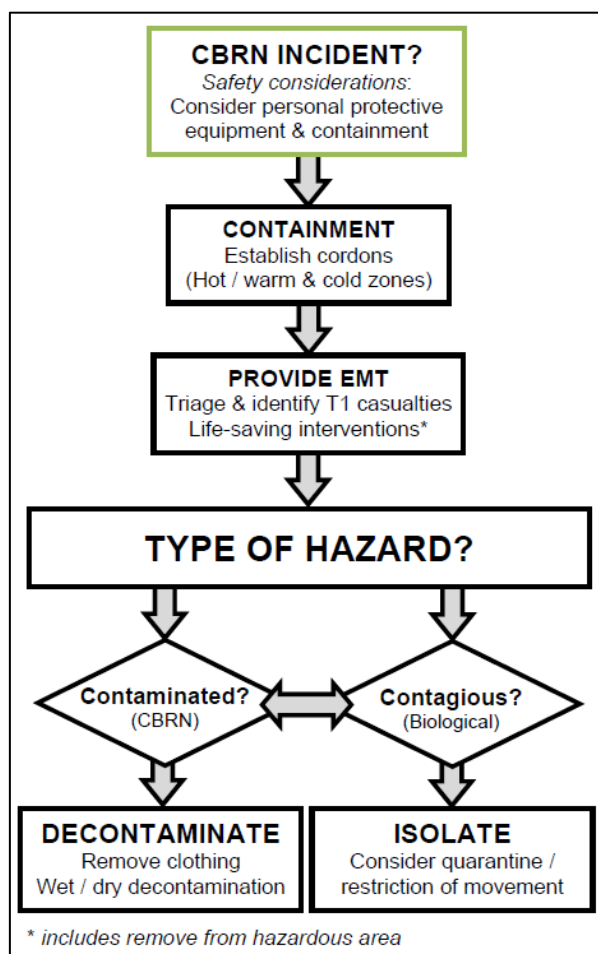 CBRN INCIDENT?
Safety considerations:
Consider personal protective
equipment & containment
CONTAINMENT
Establish cordons
(Hot / warm & cold zones)
PROVIDE EMT
Triage & identify T1 casualties
Life-saving interventions*
TYPE OF HAZARD?
Contaminated?
(CBRN)
Contagious?
(Biological)
DECONTAMINATE
Remove clothing
Wet / dry decontamination
ISOLATE
Consider quarantine /
restriction of movement
* includes remove from hazardous area